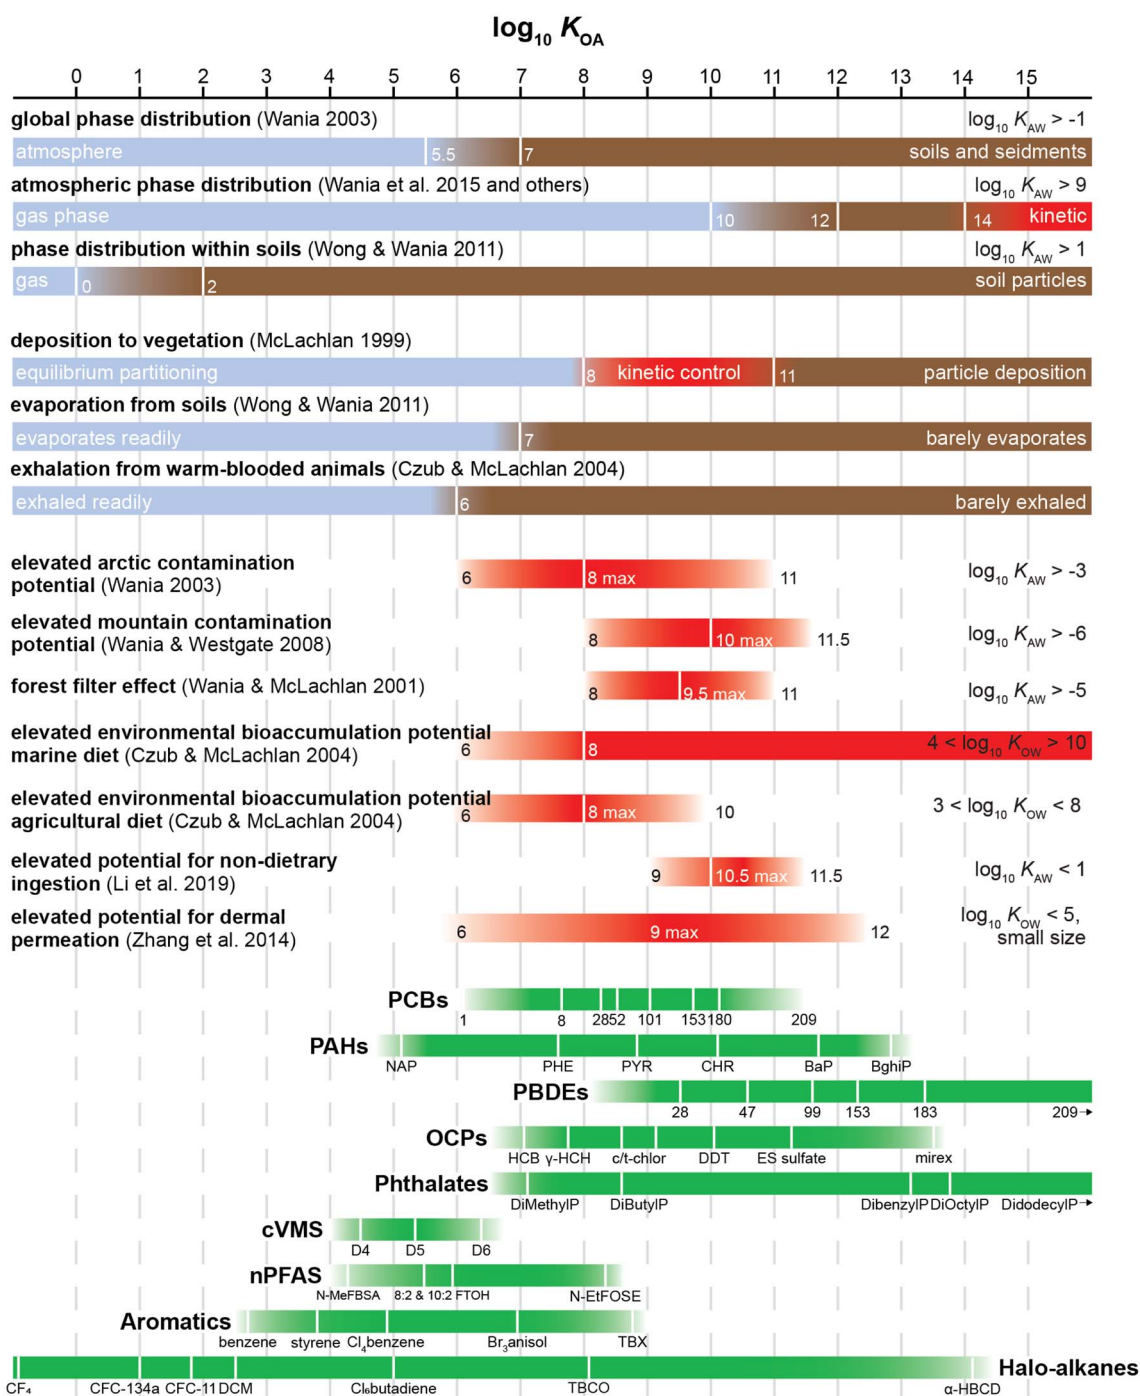 log₁₀ K_OA
0 1 2 3 4 5 6 7 8 9 10 11 12 13 14 15
global phase distribution (Wania 2003) log₁₀ K_AW > -1
atmosphere 5.5 7 soils and seidments
atmospheric phase distribution (Wania et al. 2015 and others) log₁₀ K_AW > 9
gas phase 10 12 14 kinetic
phase distribution within soils (Wong & Wania 2011) log₁₀ K_AW > 1
gas 0 2 soil particles
deposition to vegetation (McLachlan 1999)
equilibrium partitioning 8 kinetic control 11 particle deposition
evaporation from soils (Wong & Wania 2011)
evaporates readily 7 barely evaporates
exhalation from warm-blooded animals (Czub & McLachlan 2004)
exhaled readily 6 barely exhaled
elevated arctic contamination
potential (Wania 2003) 6 8 max 11 log₁₀ K_AW > -3
elevated mountain contamination
potential (Wania & Westgate 2008) 8 10 max 11.5 log₁₀ K_AW > -6
forest filter effect (Wania & McLachlan 2001) 8 9.5 max 11 log₁₀ K_AW > -5
elevated environmental bioaccumulation potential
marine diet (Czub & McLachlan 2004) 6 8 4 < log₁₀ K_OW > 10
elevated environmental bioaccumulation potential
agricultural diet (Czub & McLachlan 2004) 6 8 max 10 3 < log₁₀ K_OW < 8
elevated potential for non-dietrary
ingestion (Li et al. 2019) 9 10.5 max 11.5 log₁₀ K_AW < 1
elevated potential for dermal
permeation (Zhang et al. 2014) 6 9 max 12 log₁₀ K_OW < 5,
small size
PCBs
1 8 28 52 101 153 180 209
PAHs
NAP PHE PYR CHR BaP BghiP
PBDEs
28 47 99 153 183 209→
OCPs
HCB γ-HCH c/t-chlor DDT ES sulfate mirex
Phthalates
DiMethylP DiButylP DibenzylP DiOctylP DidodecylP→
cVMS
D4 D5 D6
nPFAS
N-MeFBSA 8:2 & 10:2 FTOH N-EtFOSE
Aromatics
benzene styrene Cl₄benzene Br₃anisol TBX
Halo-alkanes
CF₄ CFC-134a CFC-11 DCM Cl₆butadiene TBCO α-HBCD